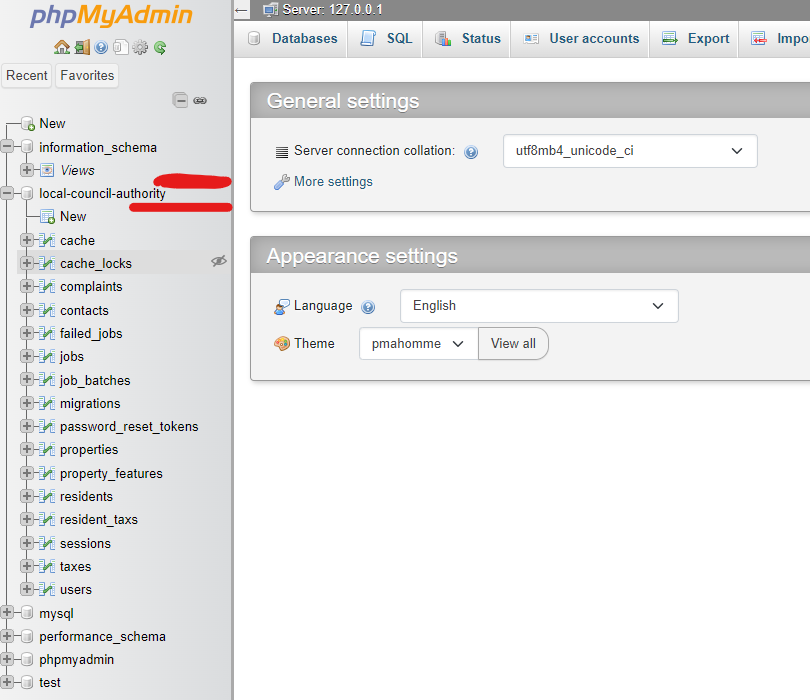 phpMyAdmin
Recent
Favorites
New
information_schema
Views
local-council-authority
New
cache
cache_locks
complaints
contacts
failed_jobs
jobs
job_batches
migrations
password_reset_tokens
properties
property_features
residents
resident_taxs
sessions
taxes
users
mysql
performance_schema
phpmyadmin
test
Server: 127.0.0.1
Databases SQL Status User accounts Export Impo
General settings
Server connection collation: utf8mb4_unicode_ci
More settings
Appearance settings
Language English
Theme pmahomme View all